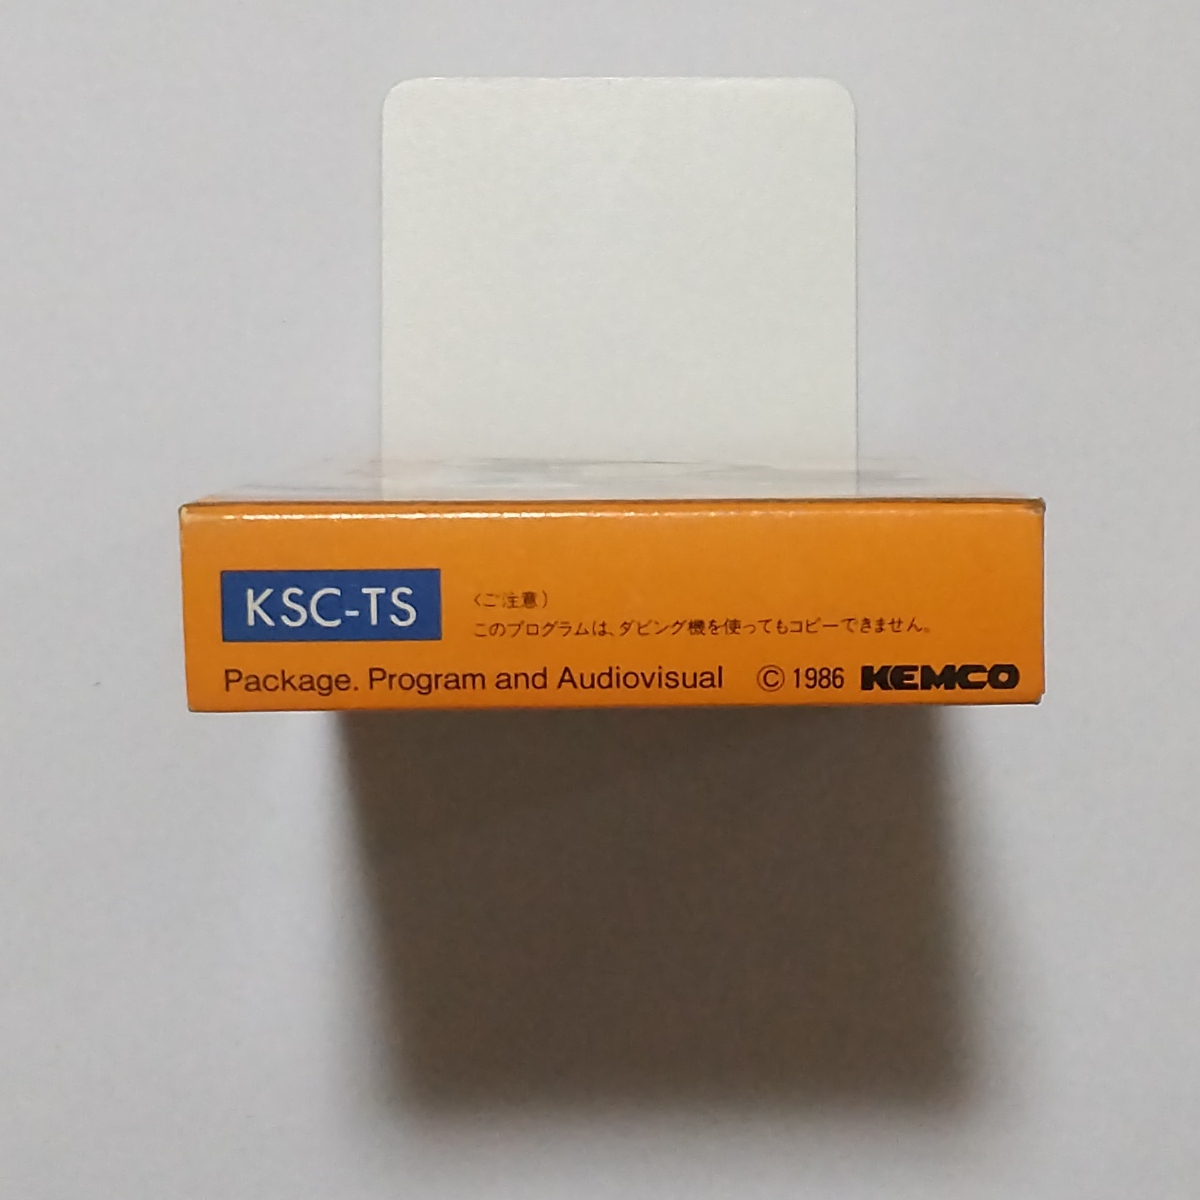 KSC-TS
〈ご注意〉
このプログラムは、ダビング機を使ってもコピーできません。
Package. Program and Audiovisual © 1986 KEMCO